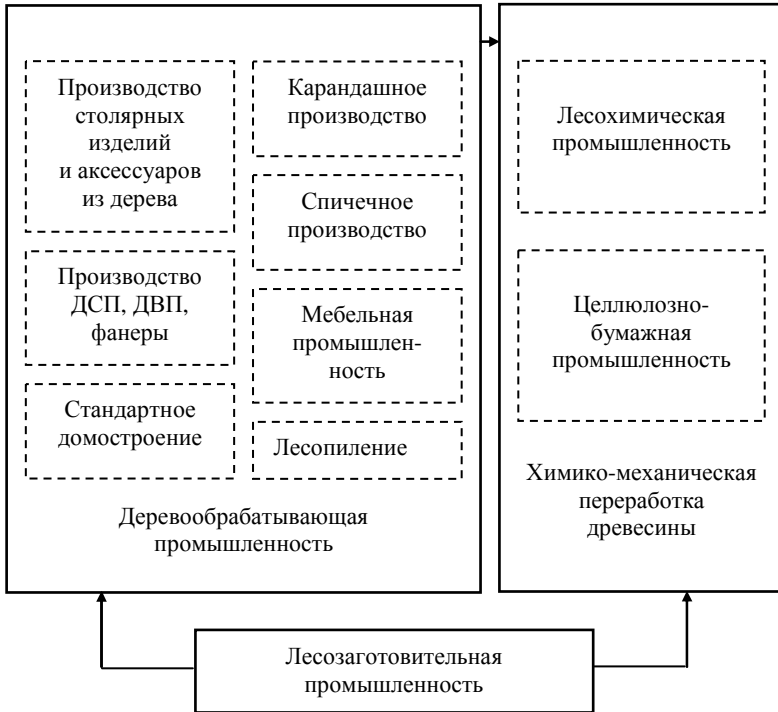 Производство
столярных
изделий
и аксессуаров
из дерева
Производство
ДСП, ДВП,
фанеры
Стандартное
домостроение
Карандашное
производство
Спичечное
производство
Мебельная
промышлен-
ность
Лесопиление
Деревообрабатывающая
промышленность
Лесохимическая
промышленность
Целлюлозно-
бумажная
промышленность
Химико-механическая
переработка
древесины
Лесозаготовительная
промышленность